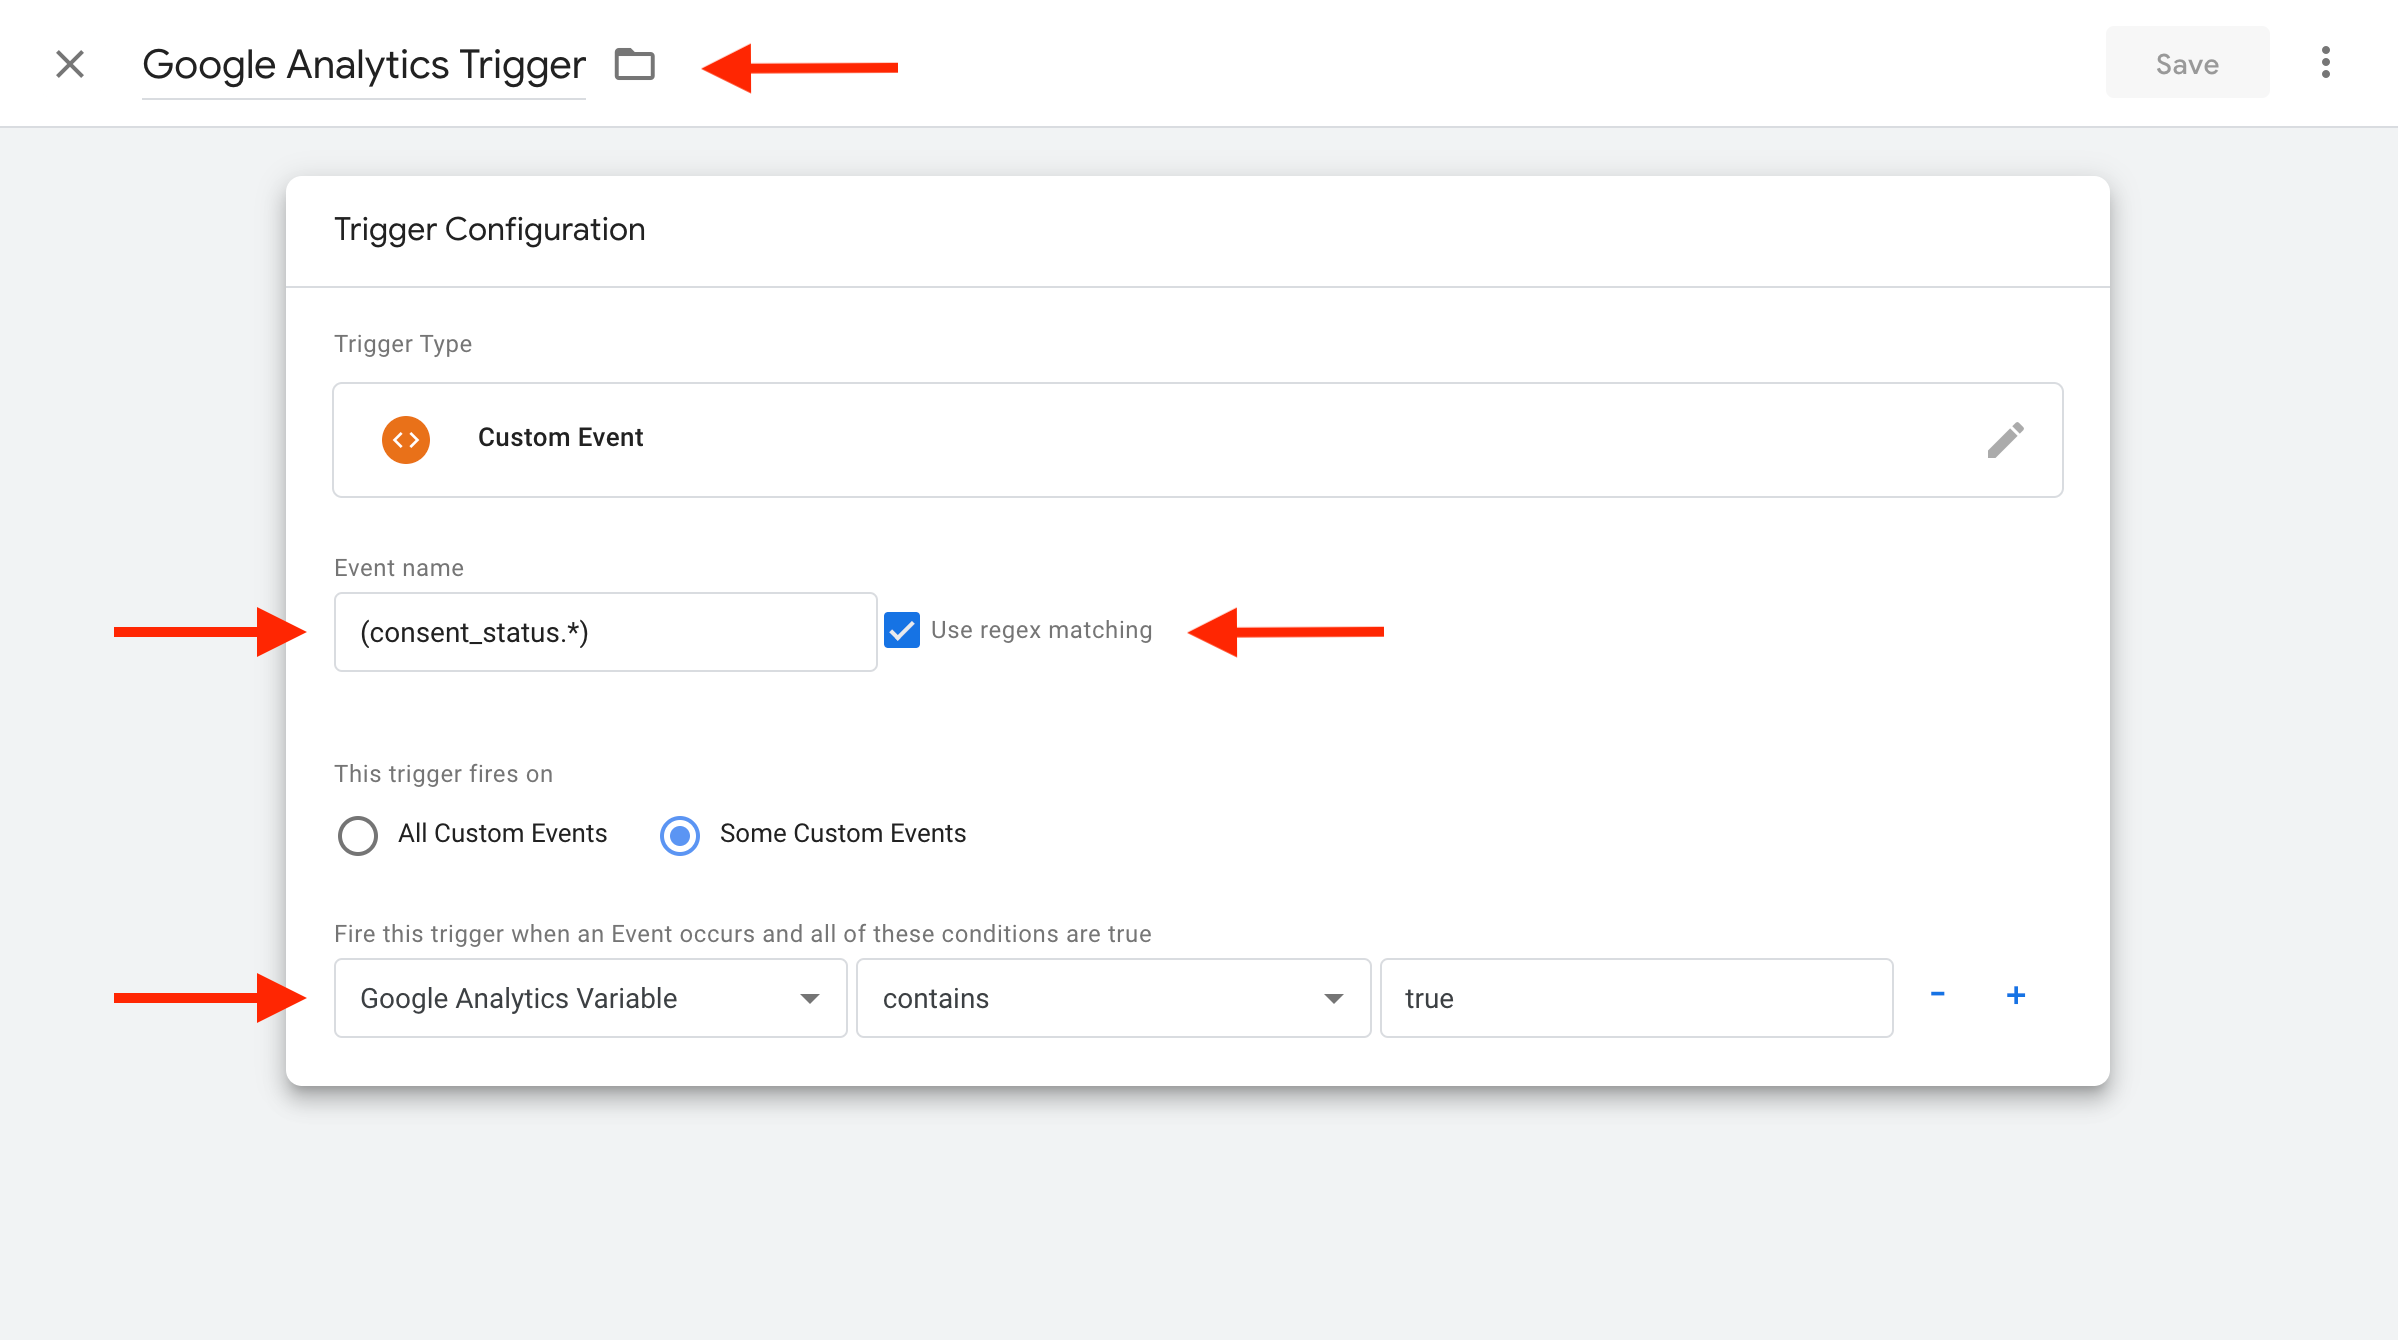 Google Analytics Trigger
Save
Trigger Configuration
Trigger Type
Custom Event
Event name
(consent_status.*)
Use regex matching
This trigger fires on
All Custom Events
Some Custom Events
Fire this trigger when an Event occurs and all of these conditions are true
Google Analytics Variable
contains
true